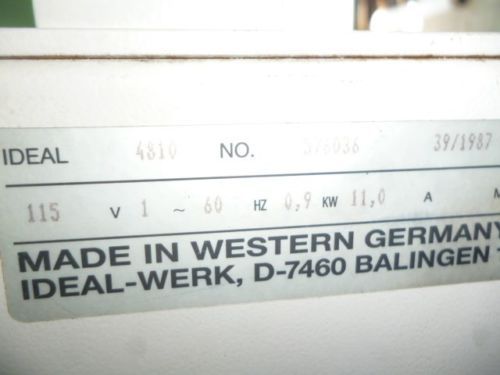 IDEAL 4810 NO. 39/1987
115 V 1 ~ 60 HZ 0,9 KW 11,0 A M
MADE IN WESTERN GERMANY
IDEAL-WERK, D-7460 BALINGEN -